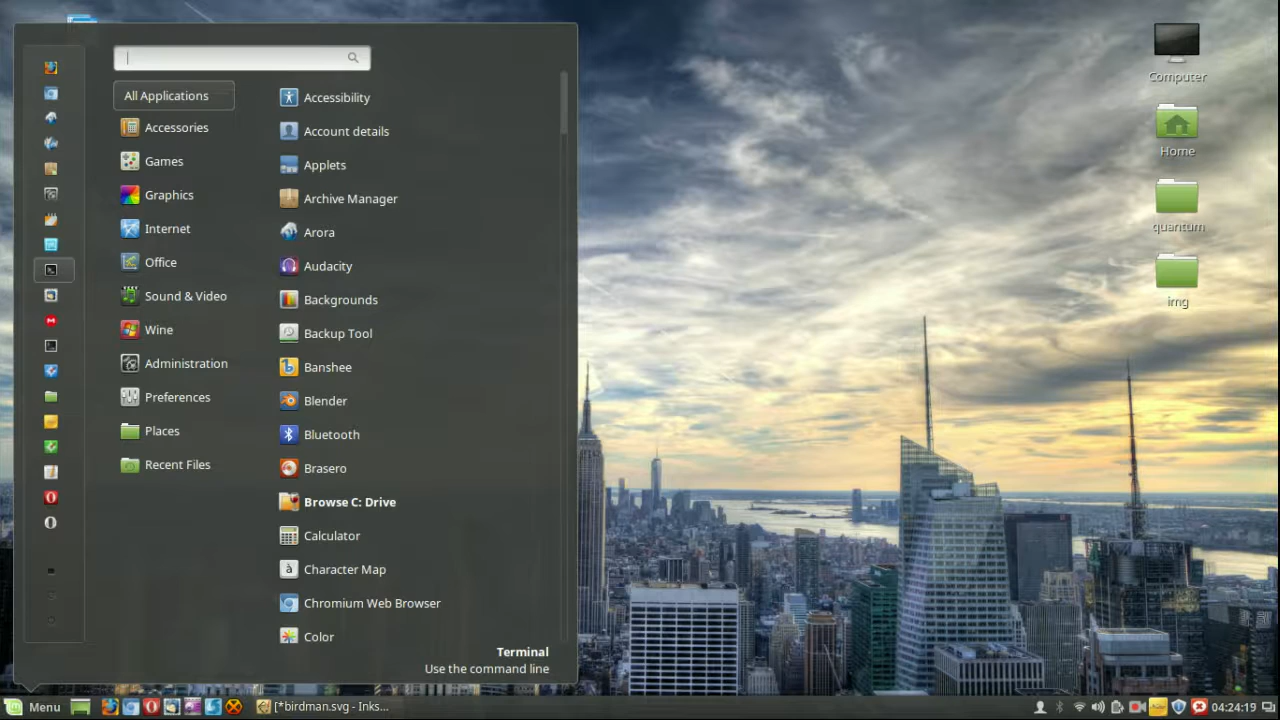 All Applications
Accessories
Games
Graphics
Internet
Office
Sound & Video
Wine
Administration
Preferences
Places
Recent Files
Accessibility
Account details
Applets
Archive Manager
Arora
Audacity
Backgrounds
Backup Tool
Banshee
Blender
Bluetooth
Brasero
Browse C: Drive
Calculator
Character Map
Chromium Web Browser
Color
Terminal
Use the command line
Computer
Home
quantum
img
Menu
[*birdman.svg - Inks...
04:24:19